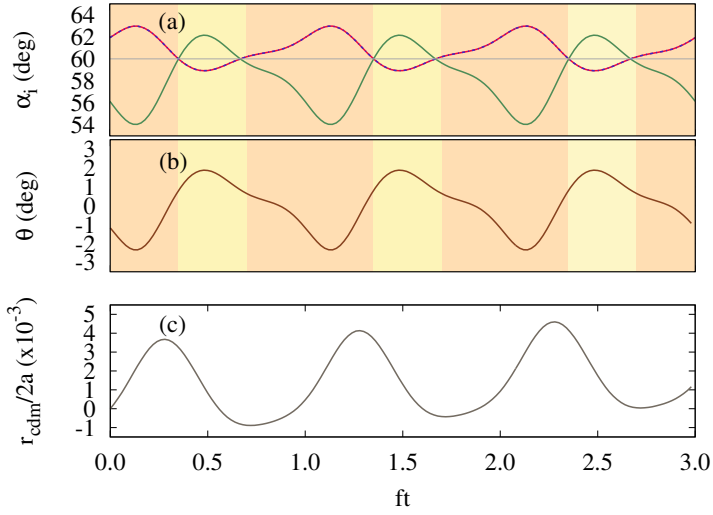 (a)
64
62
60
58
56
54
α_i (deg)
(b)
3
2
1
0
-1
-2
-3
θ (deg)
(c)
5
4
3
2
1
0
-1
r_cdm/2a (x10^-3)
0.0 0.5 1.0 1.5 2.0 2.5 3.0
ft